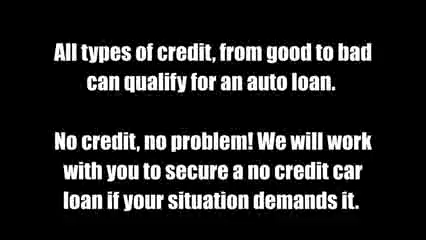 All types of credit, from good to bad
can qualify for an auto loan.
No credit, no problem! We will work
with you to secure a no credit car
loan if your situation demands it.